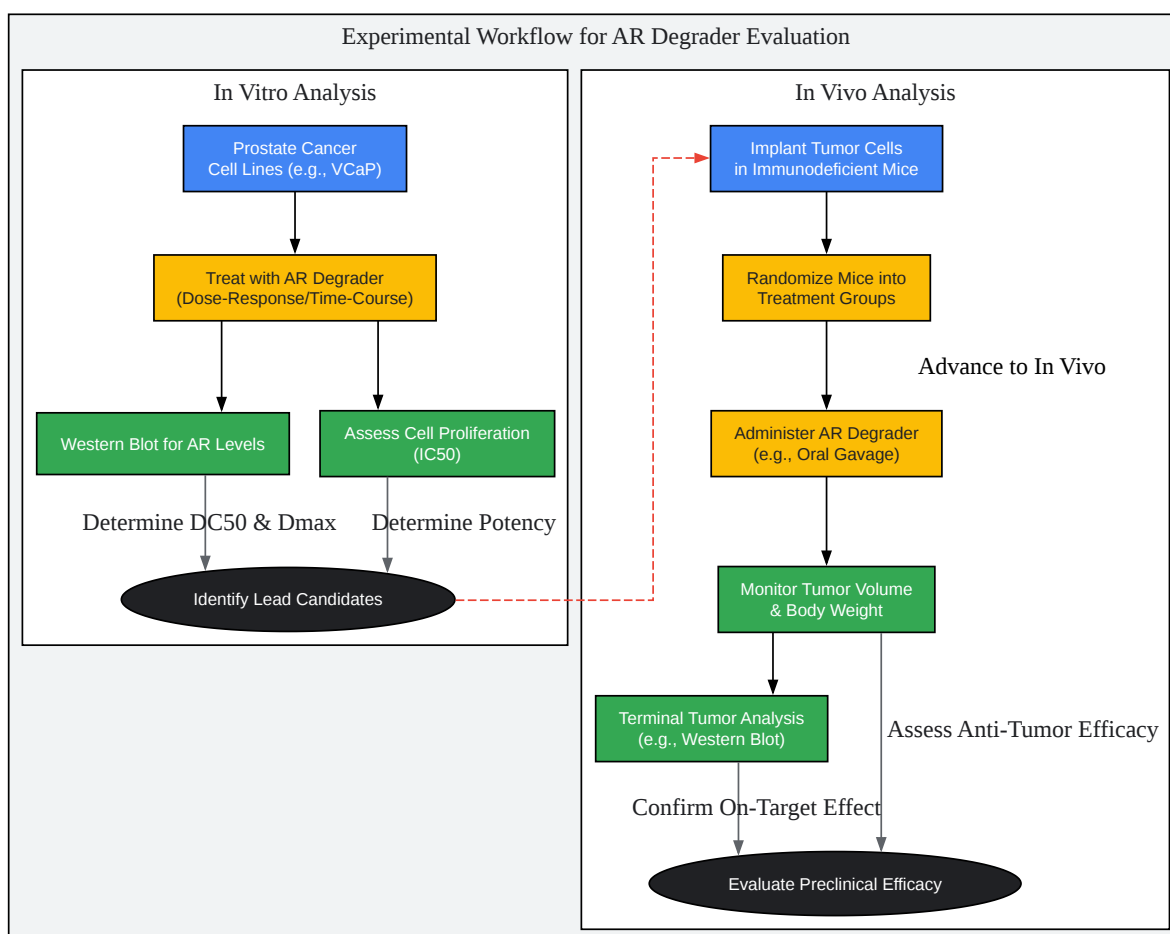 Experimental Workflow for AR Degrader Evaluation
In Vitro Analysis
Prostate Cancer
Cell Lines (e.g., VCaP)
Treat with AR Degrader
(Dose-Response/Time-Course)
Western Blot for AR Levels
Assess Cell Proliferation
(IC50)
Determine DC50 & Dmax
Determine Potency
Identify Lead Candidates
In Vivo Analysis
Implant Tumor Cells
in Immunodeficient Mice
Randomize Mice into
Treatment Groups
Advance to In Vivo
Administer AR Degrader
(e.g., Oral Gavage)
Monitor Tumor Volume
& Body Weight
Terminal Tumor Analysis
(e.g., Western Blot)
Assess Anti-Tumor Efficacy
Confirm On-Target Effect
Evaluate Preclinical Efficacy